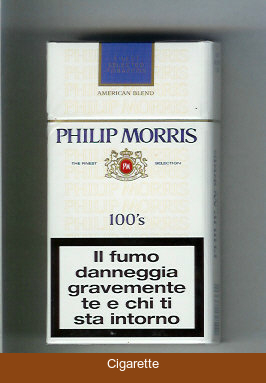 AMERICAN BLEND
PHILIP MORRIS
THE FINEST SELECTION
PM
100's
Il fumo
danneggia
gravemente
te e chi ti
sta intorno
Cigarette